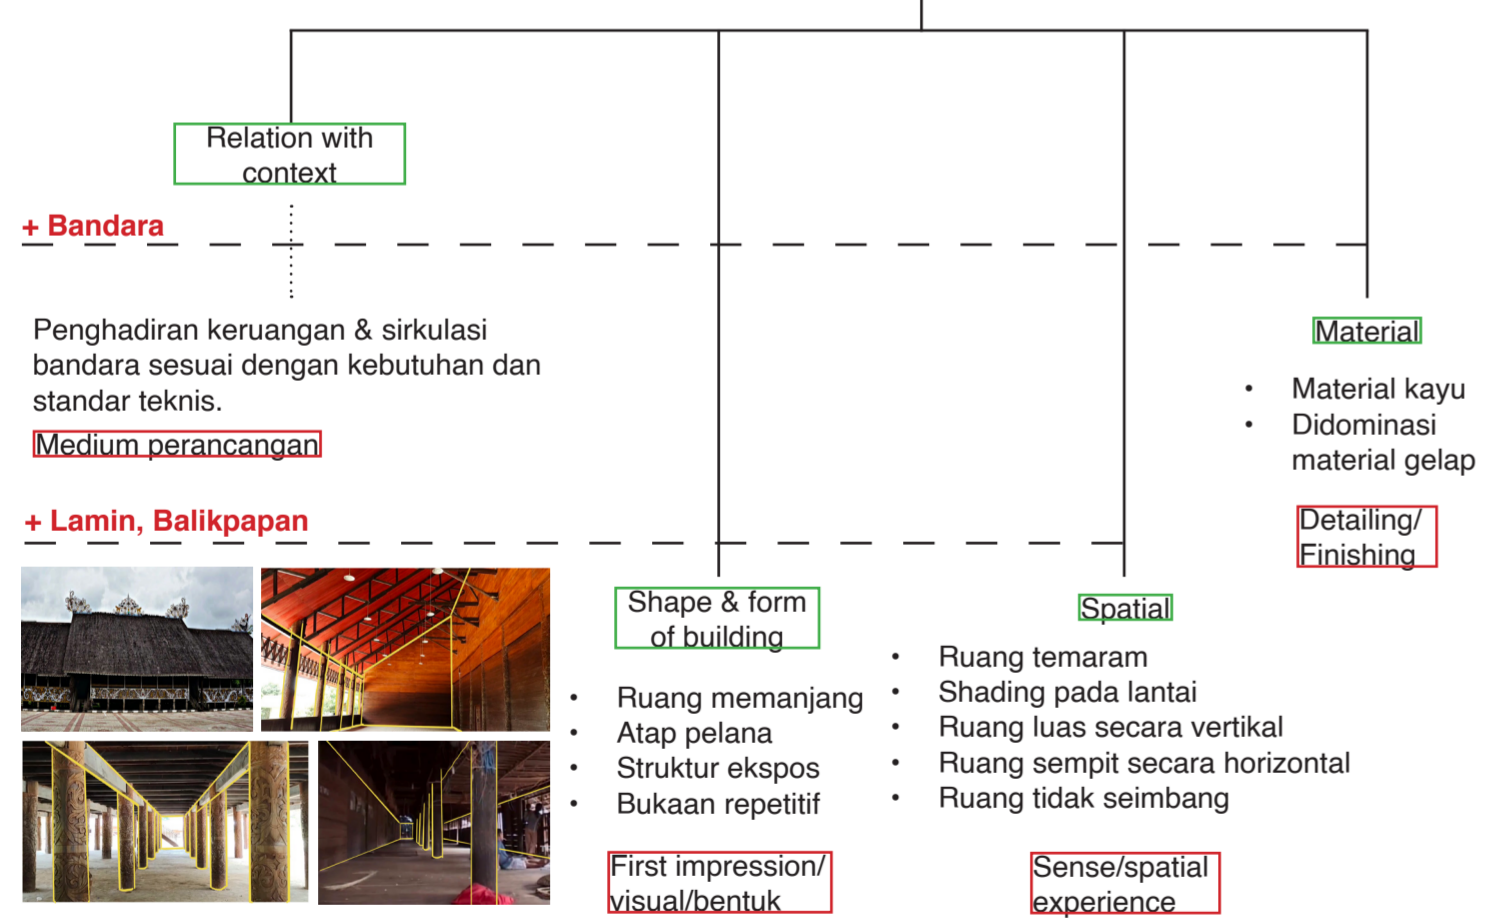 Relation with
context
+ Bandara
Penghadiran keruangan & sirkulasi
bandara sesuai dengan kebutuhan dan
standar teknis.
Medium perancangan
Material
• Material kayu
• Didominasi
material gelap
Detailing/
Finishing
+ Lamin, Balikpapan
Shape & form
of building
• Ruang memanjang
• Atap pelana
• Struktur ekspos
• Bukaan repetitif
First impression/
visual/bentuk
Spatial
• Ruang temaram
• Shading pada lantai
• Ruang luas secara vertikal
• Ruang sempit secara horizontal
• Ruang tidak seimbang
Sense/spatial
experience